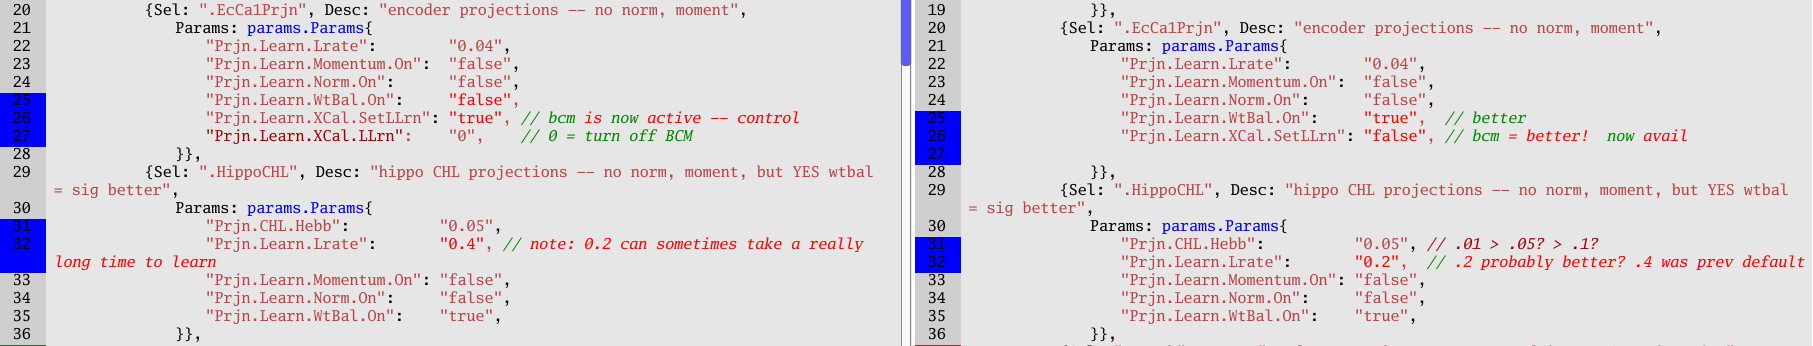 20 {Sel: ".EcCa1Prjn", Desc: "encoder projections -- no norm, moment",
21 Params: params.Params{
22 "Prjn.Learn.Lrate": "0.04",
23 "Prjn.Learn.Momentum.On": "false",
24 "Prjn.Learn.Norm.On": "false",
25 "Prjn.Learn.WtBal.On": "false",
26 "Prjn.Learn.XCal.SetLLrn": "true", // bcm is now active -- control
27 "Prjn.Learn.XCal.LLrn": "0", // 0 = turn off BCM
28 }},
29 {Sel: ".HippoCHL", Desc: "hippo CHL projections -- no norm, moment, but YES wtbal
= sig better",
30 Params: params.Params{
31 "Prjn.CHL.Hebb": "0.05",
32 "Prjn.Learn.Lrate": "0.4", // note: 0.2 can sometimes take a really
long time to learn
33 "Prjn.Learn.Momentum.On": "false",
34 "Prjn.Learn.Norm.On": "false",
35 "Prjn.Learn.WtBal.On": "true",
36 }},
19 }},
20 {Sel: ".EcCa1Prjn", Desc: "encoder projections -- no norm, moment",
21 Params: params.Params{
22 "Prjn.Learn.Lrate": "0.04",
23 "Prjn.Learn.Momentum.On": "false",
24 "Prjn.Learn.Norm.On": "false",
25 "Prjn.Learn.WtBal.On": "true", // better
26 "Prjn.Learn.XCal.SetLLrn": "false", // bcm = better!  now avail
27
28 }},
29 {Sel: ".HippoCHL", Desc: "hippo CHL projections -- no norm, moment, but YES wtbal
= sig better",
30 Params: params.Params{
31 "Prjn.CHL.Hebb": "0.05", // .01 > .05? > .1?
32 "Prjn.Learn.Lrate": "0.2", // .2 probably better? .4 was prev default
33 "Prjn.Learn.Momentum.On": "false",
34 "Prjn.Learn.Norm.On": "false",
35 "Prjn.Learn.WtBal.On": "true",
36 }},